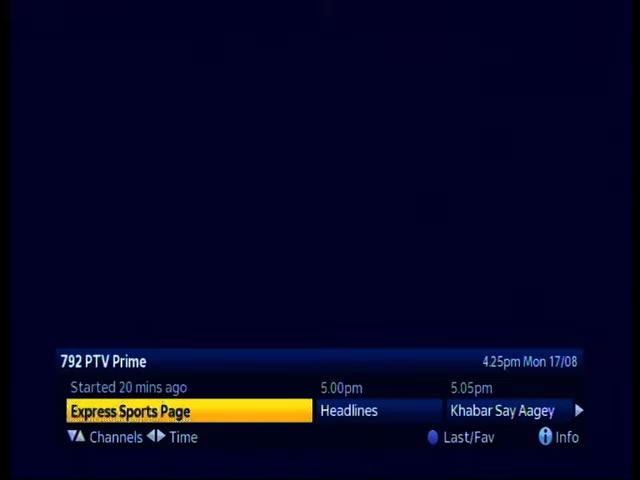 792 PTV Prime 4.25pm Mon 17/08
Started 20 mins ago 5.00pm 5.05pm
Express Sports Page Headlines Khabar Say Aagey
Channels Time Last/Fav i Info